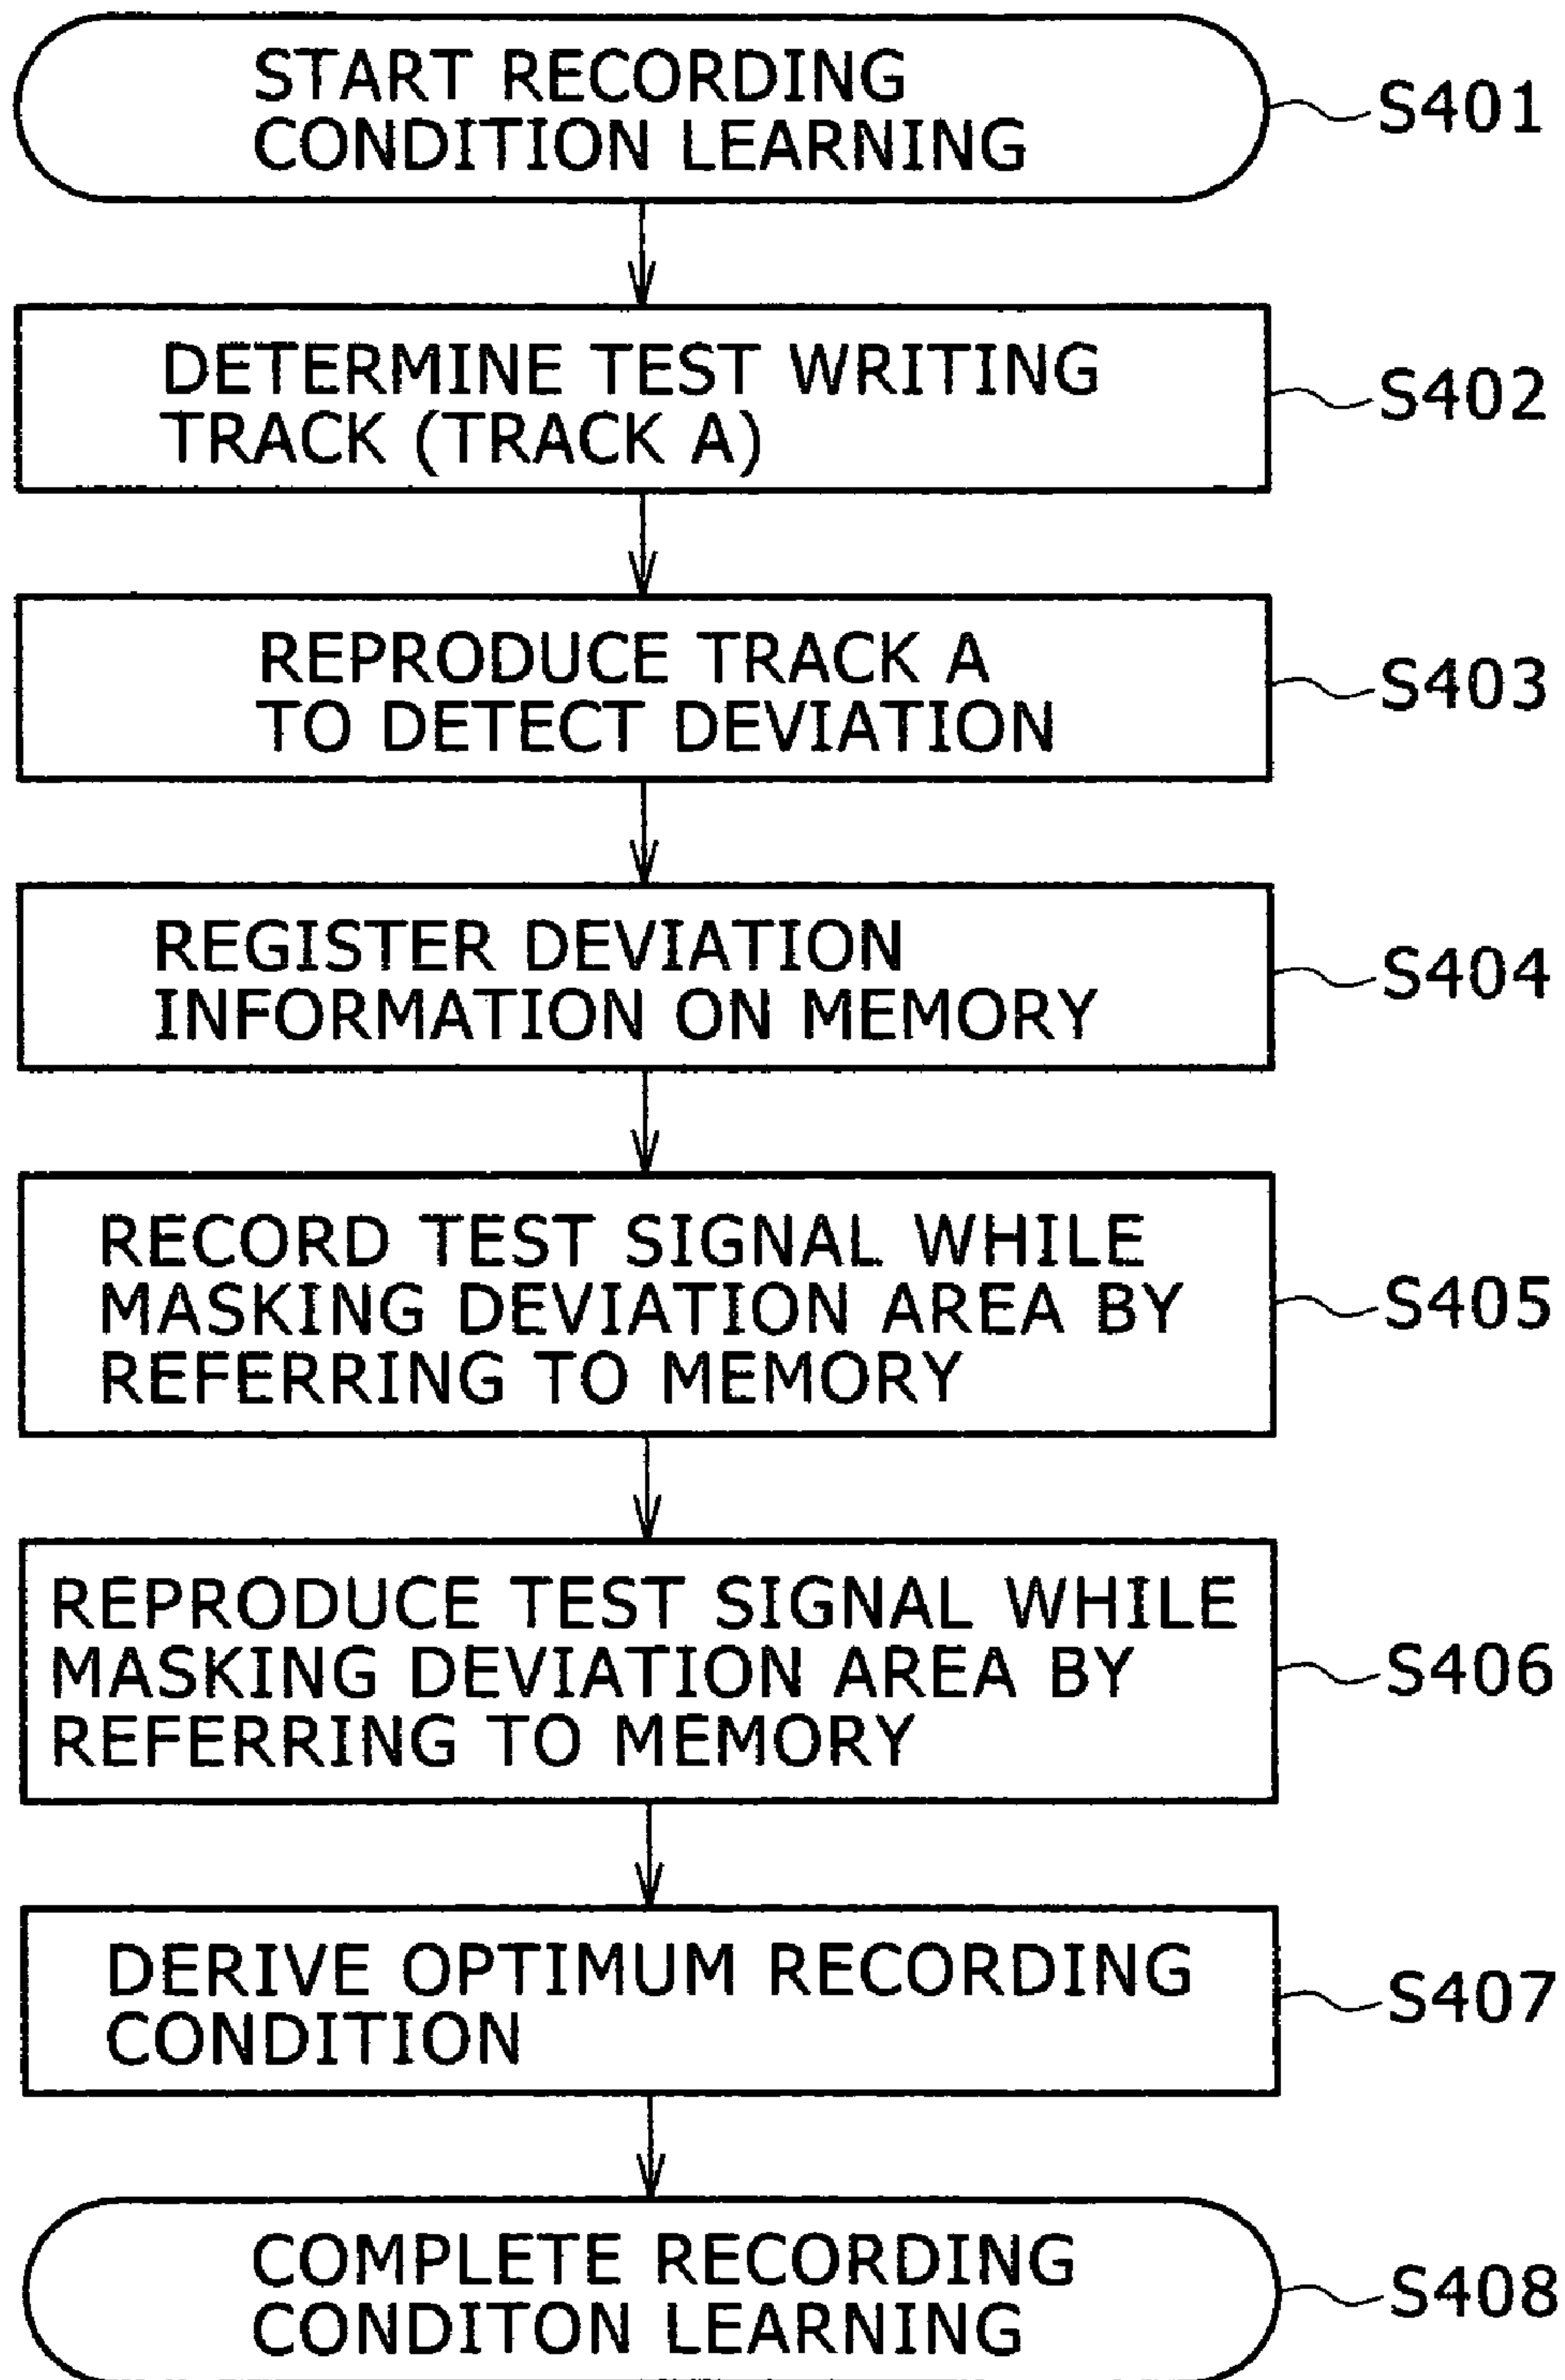 START RECORDING
CONDITION LEARNING
S401
DETERMINE TEST WRITING
TRACK (TRACK A)
S402
REPRODUCE TRACK A
TO DETECT DEVIATION
S403
REGISTER DEVIATION
INFORMATION ON MEMORY
S404
RECORD TEST SIGNAL WHILE
MASKING DEVIATION AREA BY
REFERRING TO MEMORY
S405
REPRODUCE TEST SIGNAL WHILE
MASKING DEVIATION AREA BY
REFERRING TO MEMORY
S406
DERIVE OPTIMUM RECORDING
CONDITION
S407
COMPLETE RECORDING
CONDITON LEARNING
S408